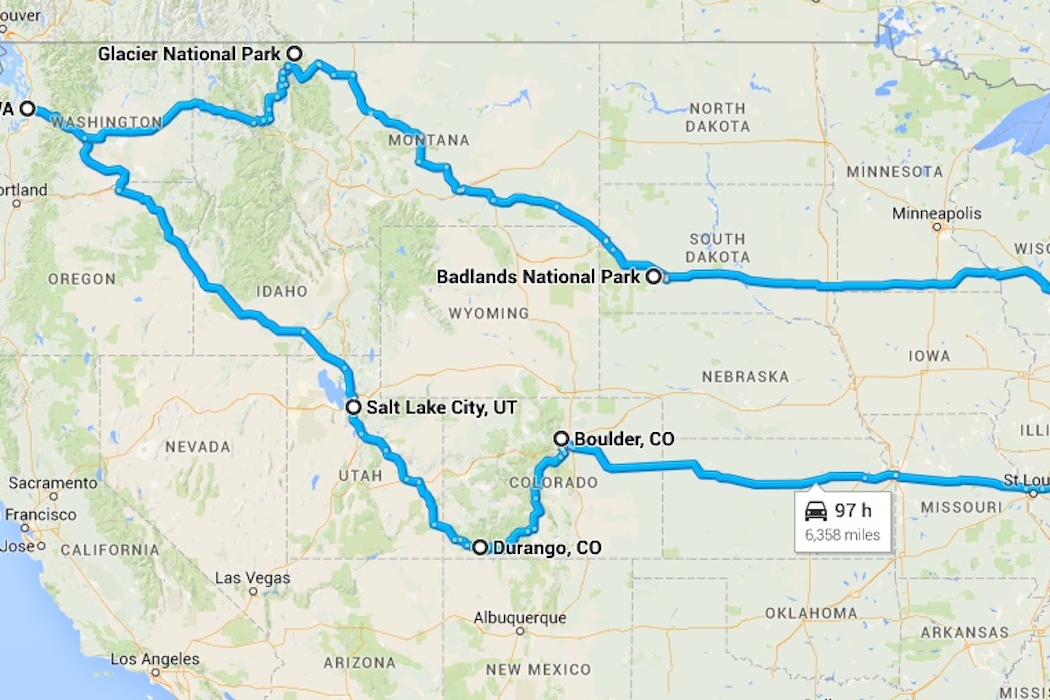 ouver
Glacier National Park
WA
WASHINGTON
NORTH
DAKOTA
MONTANA
MINNESOTA
ortland
Minneapolis
SOUTH
DAKOTA
WISC
Badlands National Park
OREGON
IDAHO
WYOMING
IOWA
NEBRASKA
Salt Lake City, UT
ILLI
Boulder, CO
NEVADA
UTAH
COLORADO
Sacramento
St Lou
97 h
6,358 miles
MISSOURI
Francisco
Jose
CALIFORNIA
Durango, CO
Las Vegas
Albuquerque
OKLAHOMA
ARKANSAS
Los Angeles
ARIZONA
NEW MEXICO
MISSI